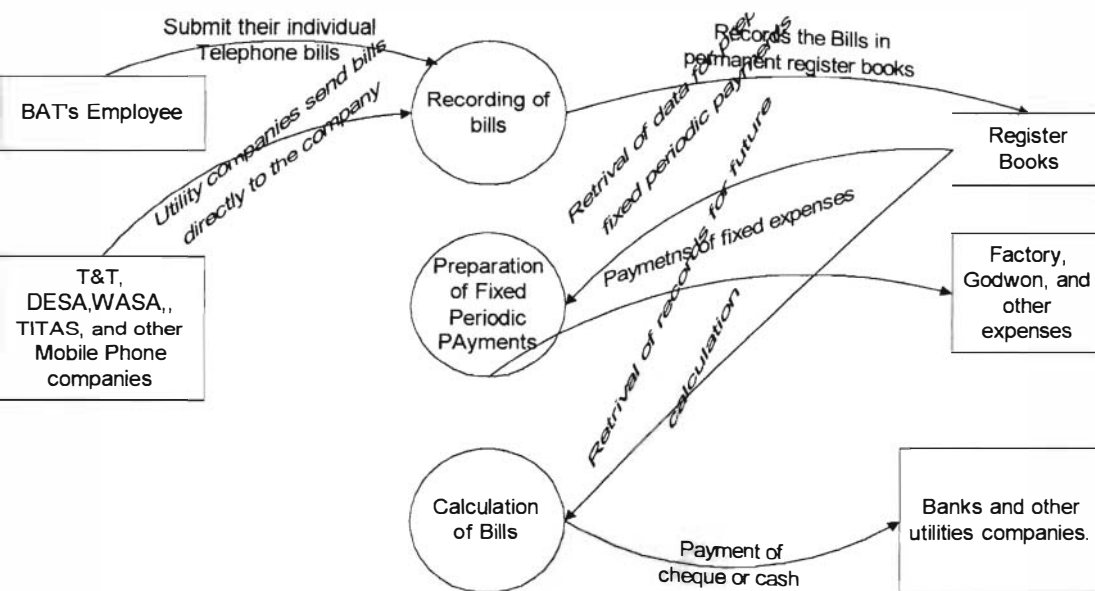 Submit their individual
Telephone bills
BAT's Employee
Utility companies send bills
directly to the company
Recording of
bills
Records the Bills in
permanent register books
Retrival of data for
fixed periodic payments
Register
Books
T&T,
DESA,WASA,,
TITAS, and other
Mobile Phone
companies
Preparation
of Fixed
Periodic
PAyments
Paymetns of fixed expenses
Factory,
Godwon, and
other
expenses
Retrival of records for future
calculation
Calculation
of Bills
Payment of
cheque or cash
Banks and other
utilities companies.